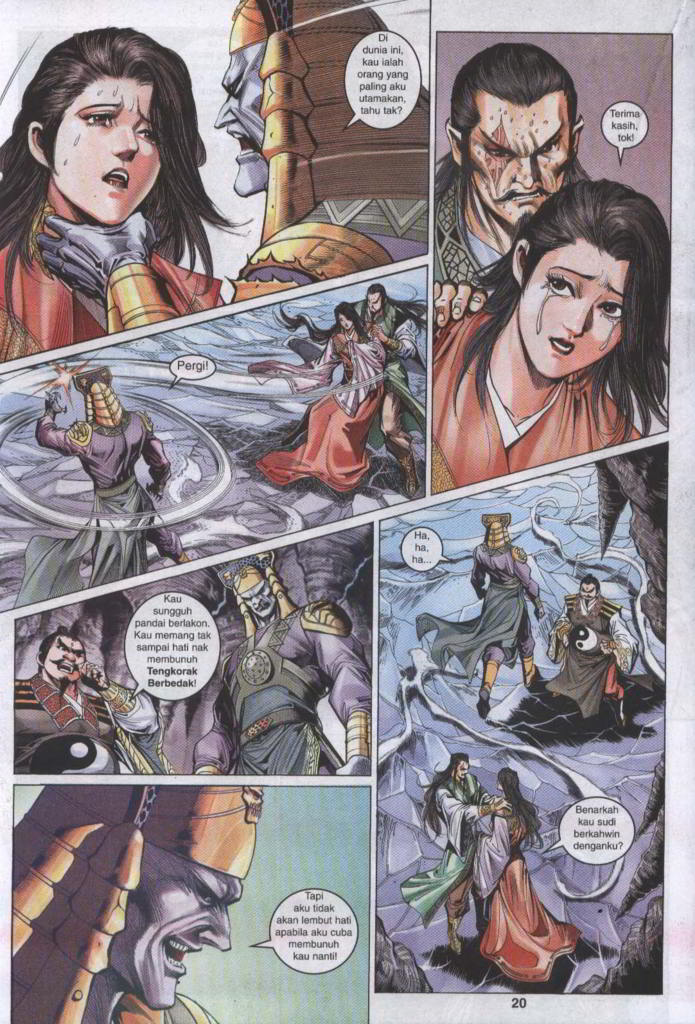 Di
dunia ini,
kau ialah
orang yang
paling aku
utamakan,
tahu tak?
Terima
kasih,
tok!
Pergi!
Kau
sungguh
pandai berlakon.
Kau memang tak
sampai hati nak
membunuh
Tengkorak
Berbedak!
Ha,
ha,
ha...
Benarkah
kau sudi
berkahwin
denganku?
Tapi
aku tidak
akan lembut hati
apabila aku cuba
membunuh
kau nanti!
20